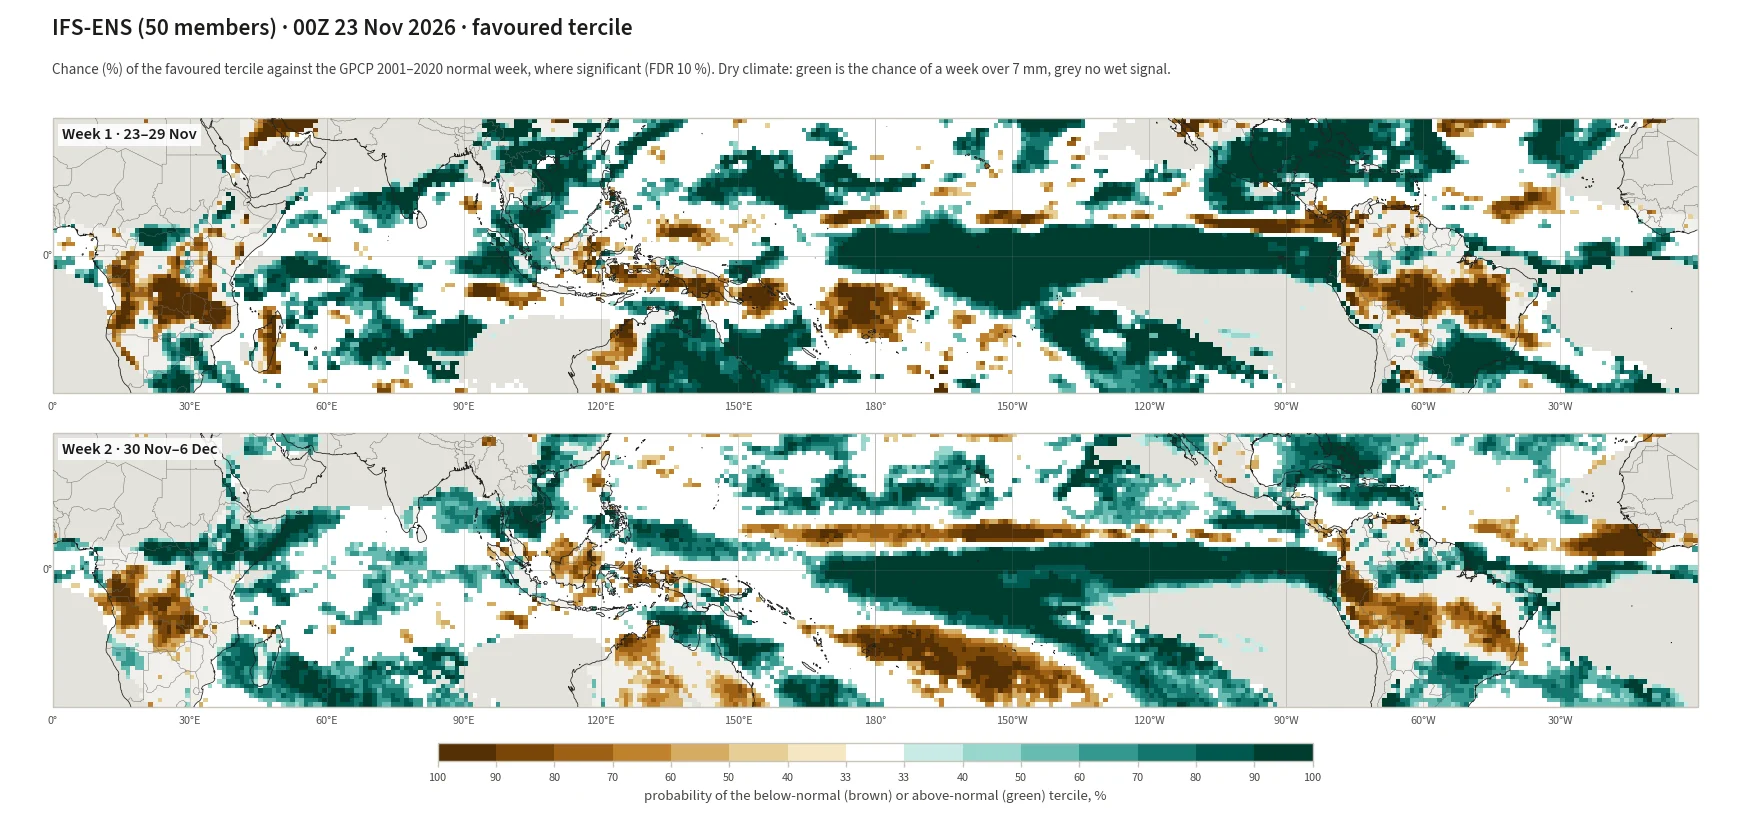 IFS-ENS (50 members) · 00Z 23 Nov 2026 · favoured tercile
Chance (%) of the favoured tercile against the GPCP 2001–2020 normal week, where significant (FDR 10 %). Dry climate: green is the chance of a week over 7 mm, grey no wet signal.
Week 1 · 23–29 Nov
0°
0° 30°E 60°E 90°E 120°E 150°E 180° 150°W 120°W 90°W 60°W 30°W
Week 2 · 30 Nov–6 Dec
0°
0° 30°E 60°E 90°E 120°E 150°E 180° 150°W 120°W 90°W 60°W 30°W
100 90 80 70 60 50 40 33 33 40 50 60 70 80 90 100
probability of the below-normal (brown) or above-normal (green) tercile, %